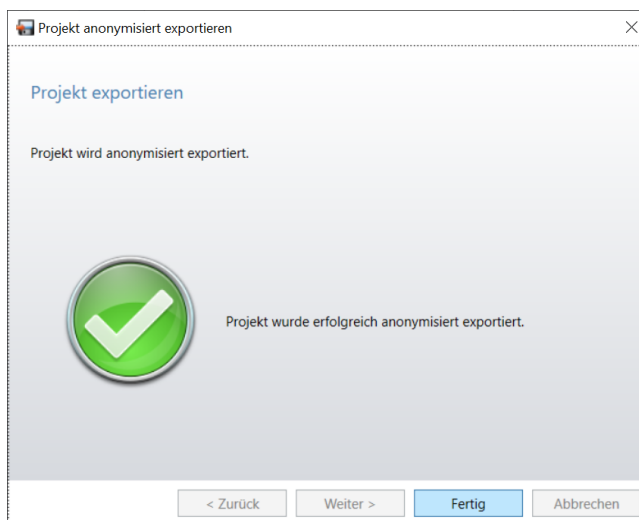 Projekt anonymisiert exportieren
Projekt exportieren
Projekt wird anonymisiert exportiert.
Projekt wurde erfolgreich anonymisiert exportiert.
< Zurück Weiter > Fertig Abbrechen